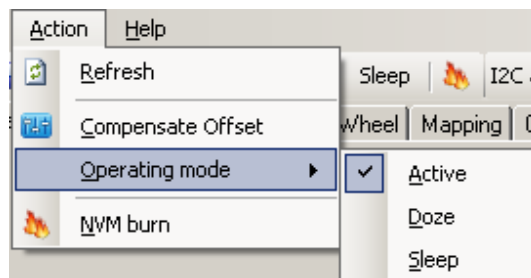 Action Help
Refresh
Sleep I2C
Compensate Offset
Wheel Mapping
Operating mode
Active
Doze
NVM burn
Sleep